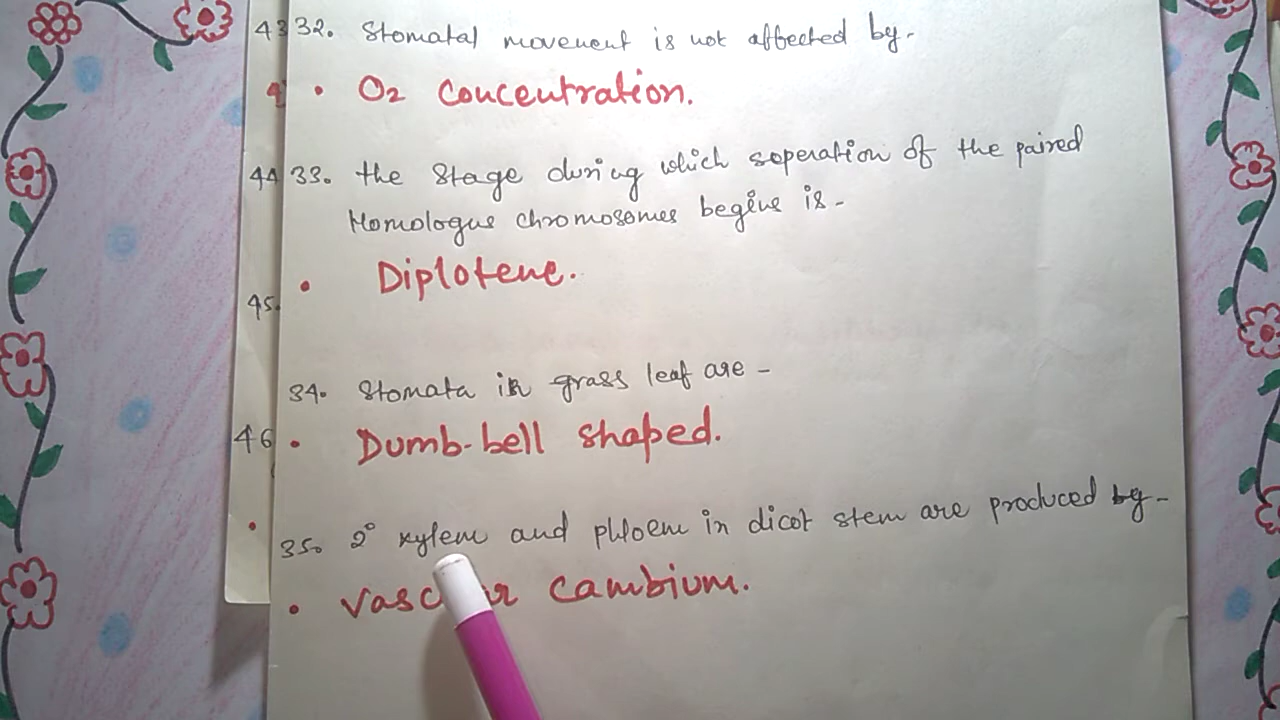 43 32. Stomatal movement is not affected by-
4 • O2 Concentration.
44 33. the Stage during which seperation of the paired
Homologus chromosomes begins is-
• Diplotene.
45.
34. Stomata in grass leaf are -
46 • Dumb-bell shaped.
35. 2° xylem and phloem in dicot stem are produced by-
• cambium.